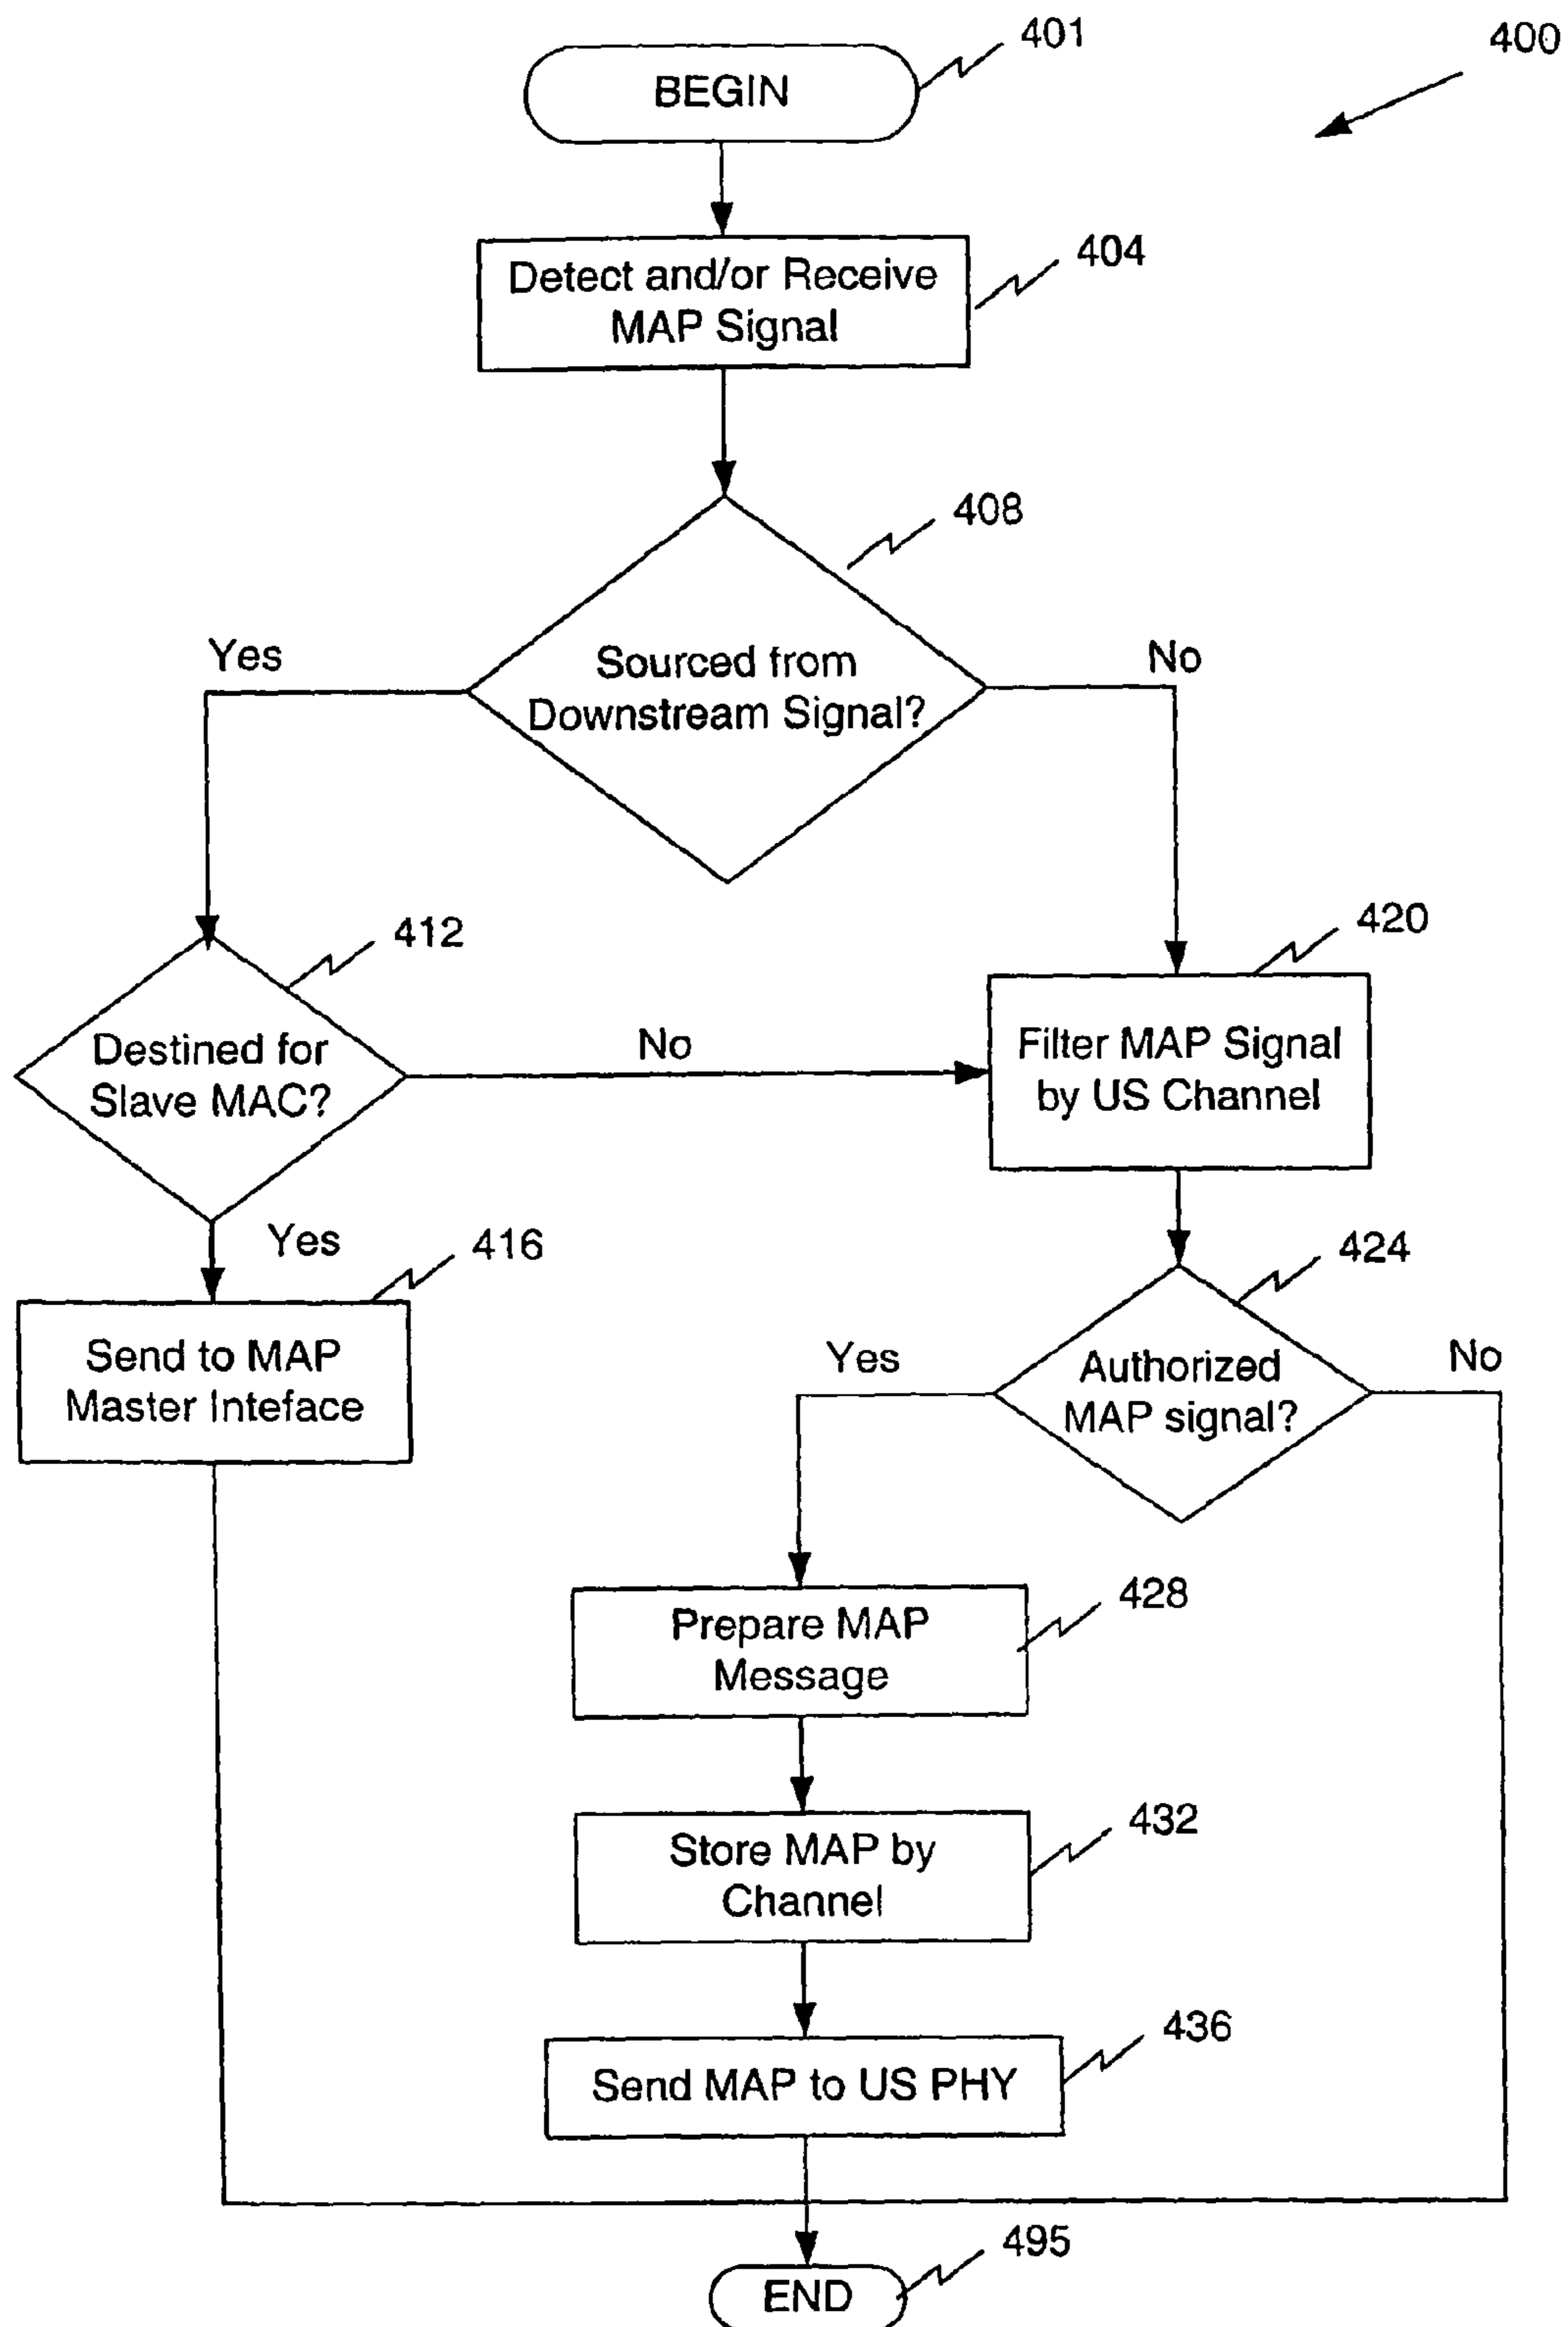 401
400
BEGIN
Detect and/or Receive
MAP Signal
404
408
Yes
Sourced from
Downstream Signal?
No
412
420
Destined for
Slave MAC?
No
Filter MAP Signal
by US Channel
Yes
416
424
Send to MAP
Master Inteface
Yes
Authorized
MAP signal?
No
428
Prepare MAP
Message
432
Store MAP by
Channel
436
Send MAP to US PHY
495
END